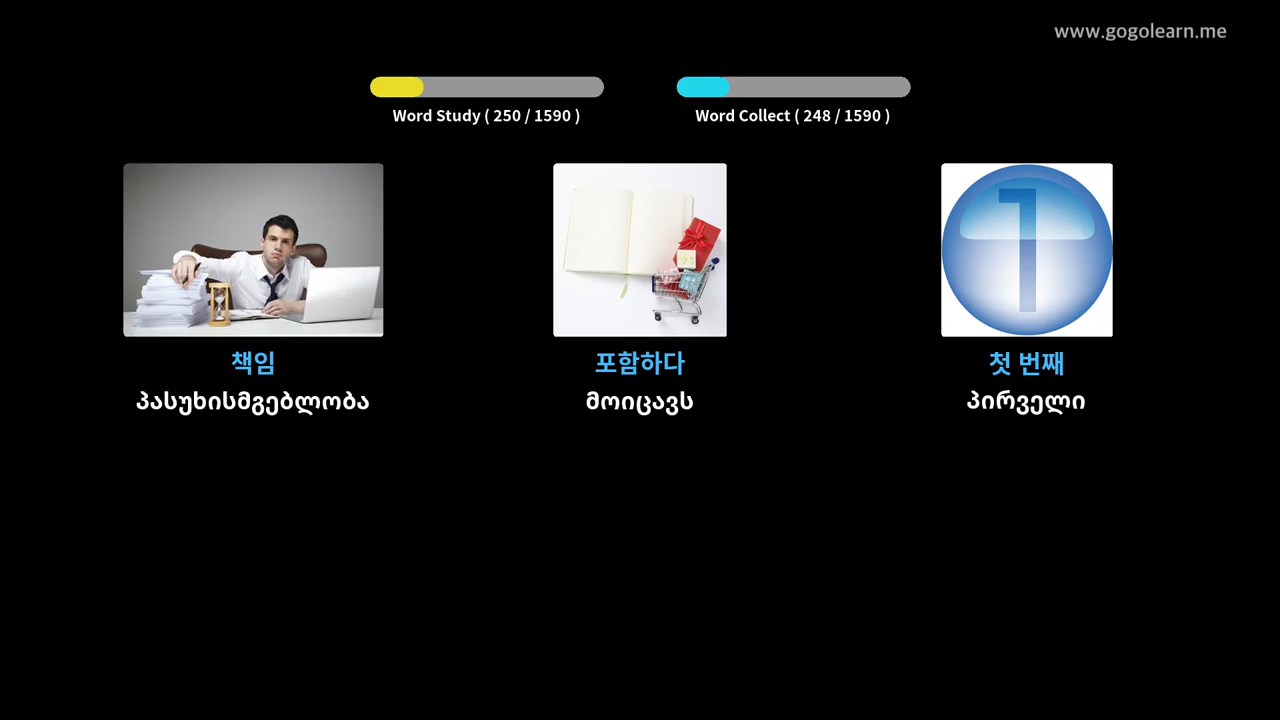 www.gogolearn.me
Word Study ( 250 / 1590 )
Word Collect ( 248 / 1590 )
1
책임
포함하다
첫 번째
პასუხისმგებლობა
მოიცავს
პირველი